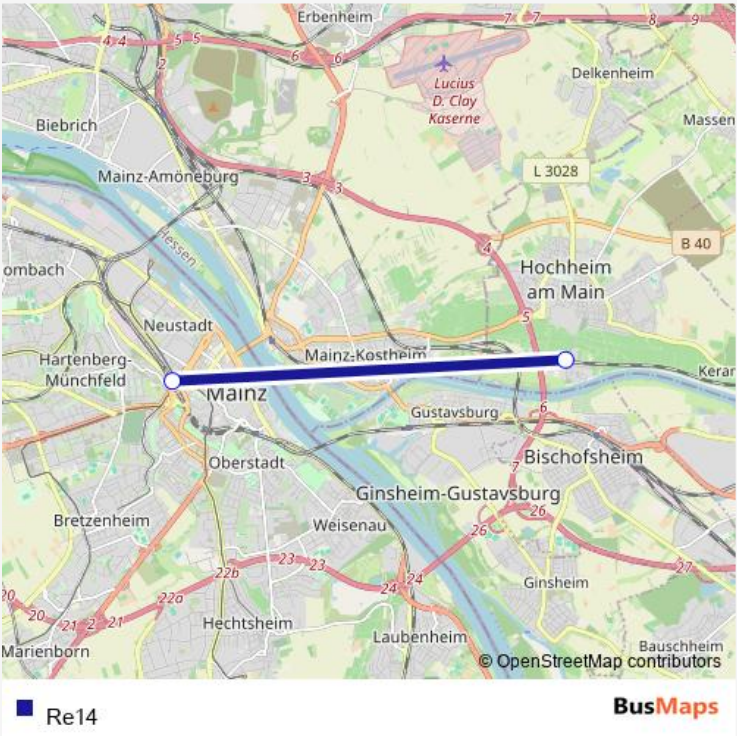 Erbenheim
7
7
8
9
4 4
5
5
6
6
2
Lucius
D. Clay
Kaserne
Delkenheim
Biebrich
Massen
Mainz-Amöneburg
3
3
L 3028
Hessen
4
B 40
ombach
Hochheim
am Main
5
Neustadt
Mainz-Kostheim
Hartenberg-
Münchfeld
Kerar
Mainz
Gustavsburg
6
Oberstadt
Bischofsheim
7
Ginsheim-Gustavsburg
26
Bretzenheim
Weisenau
26
22b
23
23
27
24
24
Ginsheim
20
20
22a
21
2
21
Hechtsheim
Laubenheim
Marienborn
Bauschheim
© OpenStreetMap contributors
Re14
BusMaps